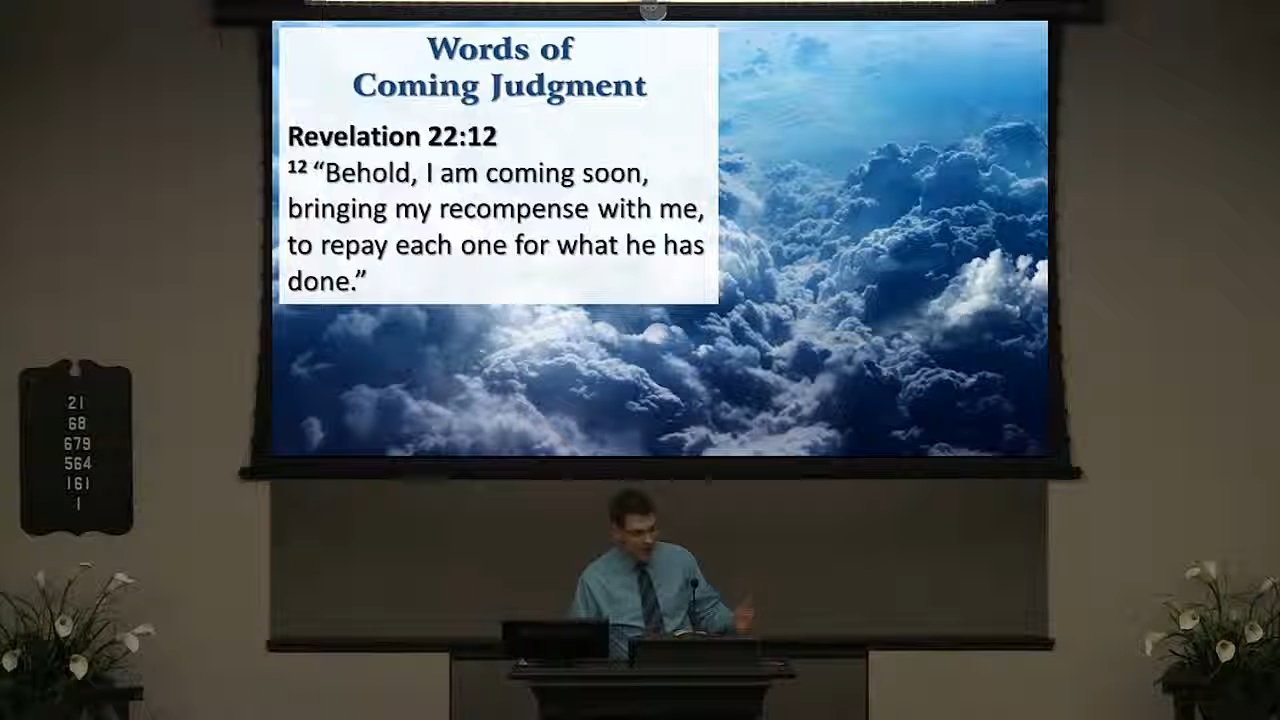 Words of
Coming Judgment
Revelation 22:12
12 “Behold, I am coming soon,
bringing my recompense with me,
to repay each one for what he has
done.”
21
68
679
564
161
1